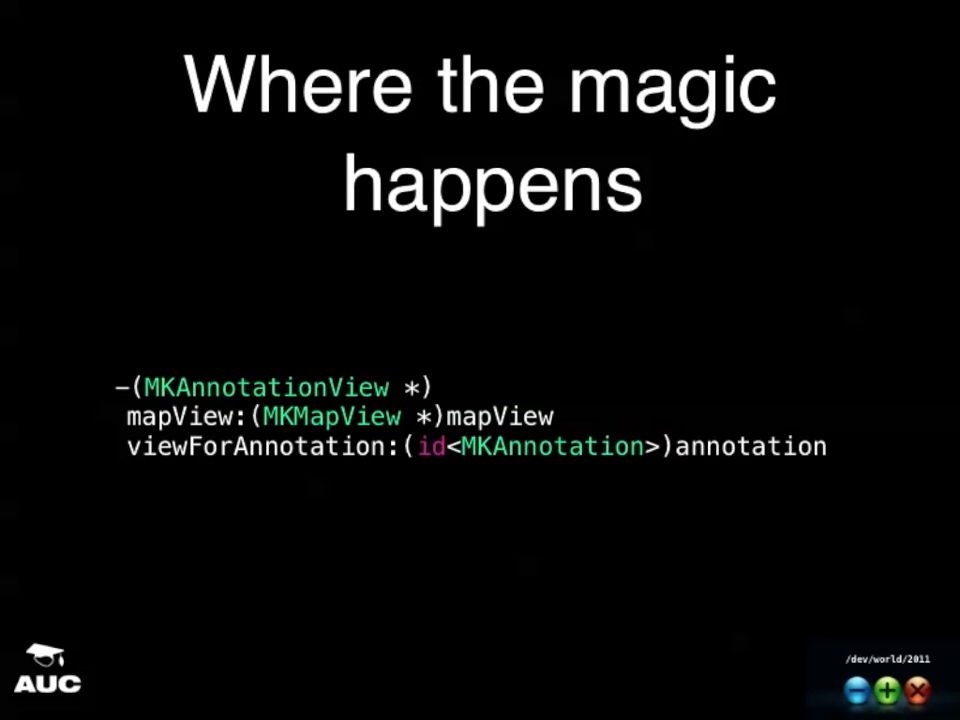 Where the magic
happens
-(MKAnnotationView *)
mapView:(MKMapView *)mapView
viewForAnnotation:(id<MKAnnotation>)annotation
AUC
/dev/world/2011